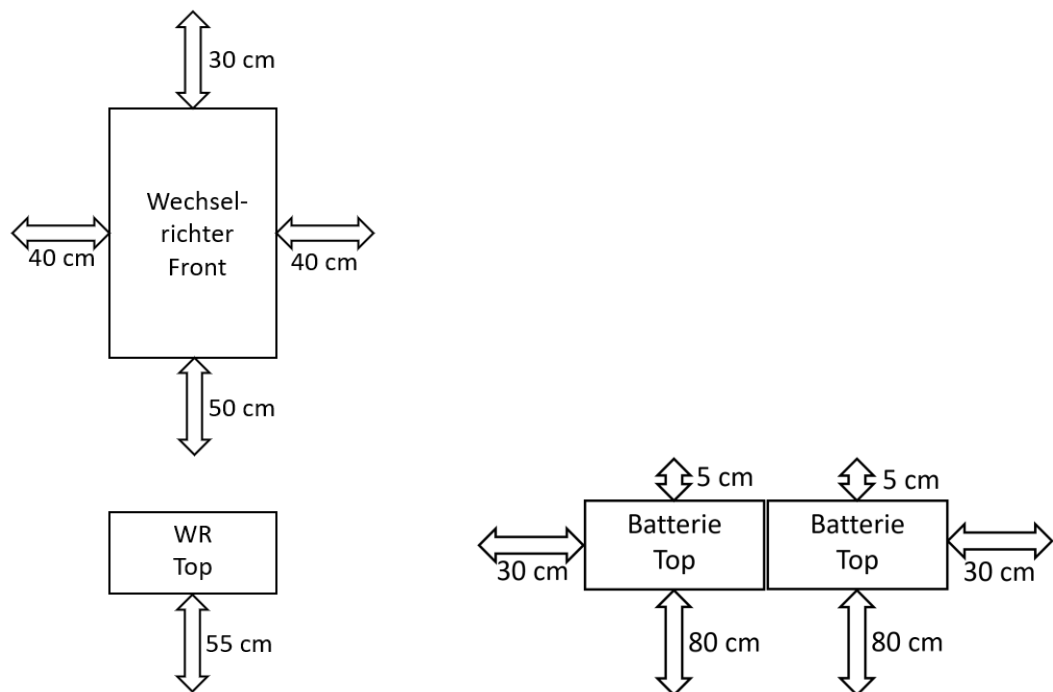 30 cm
Wechsel-
richter
Front
40 cm
40 cm
50 cm
WR
Top
55 cm
5 cm
5 cm
Batterie
Top
Batterie
Top
30 cm
30 cm
80 cm
80 cm